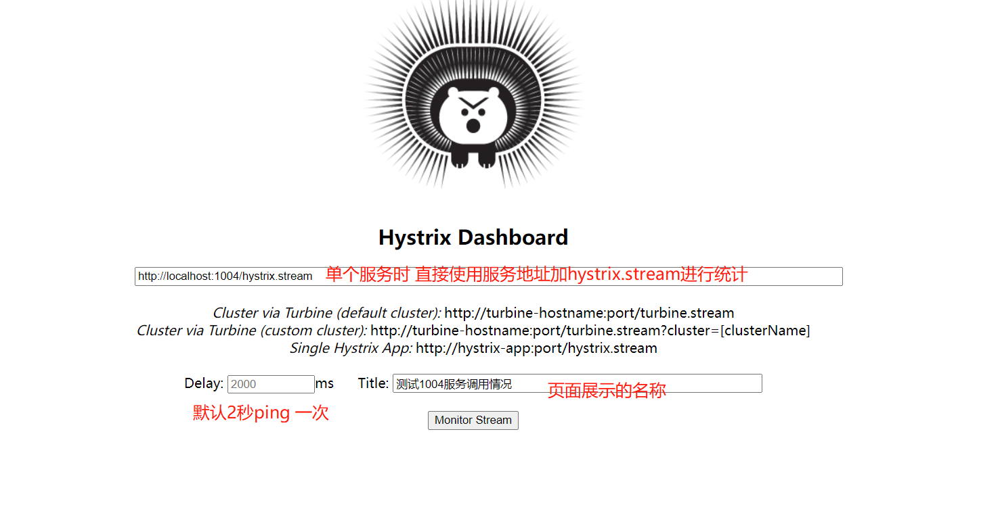 Hystrix Dashboard
http://localhost:1004/hystrix.stream 单个服务时 直接使用服务地址加hystrix.stream进行统计
Cluster via Turbine (default cluster): http://turbine-hostname:port/turbine.stream
Cluster via Turbine (custom cluster): http://turbine-hostname:port/turbine.stream?cluster=[clusterName]
Single Hystrix App: http://hystrix-app:port/hystrix.stream
Delay: 2000 ms Title: 测试1004服务调用情况 页面展示的名称
默认2秒ping 一次
Monitor Stream